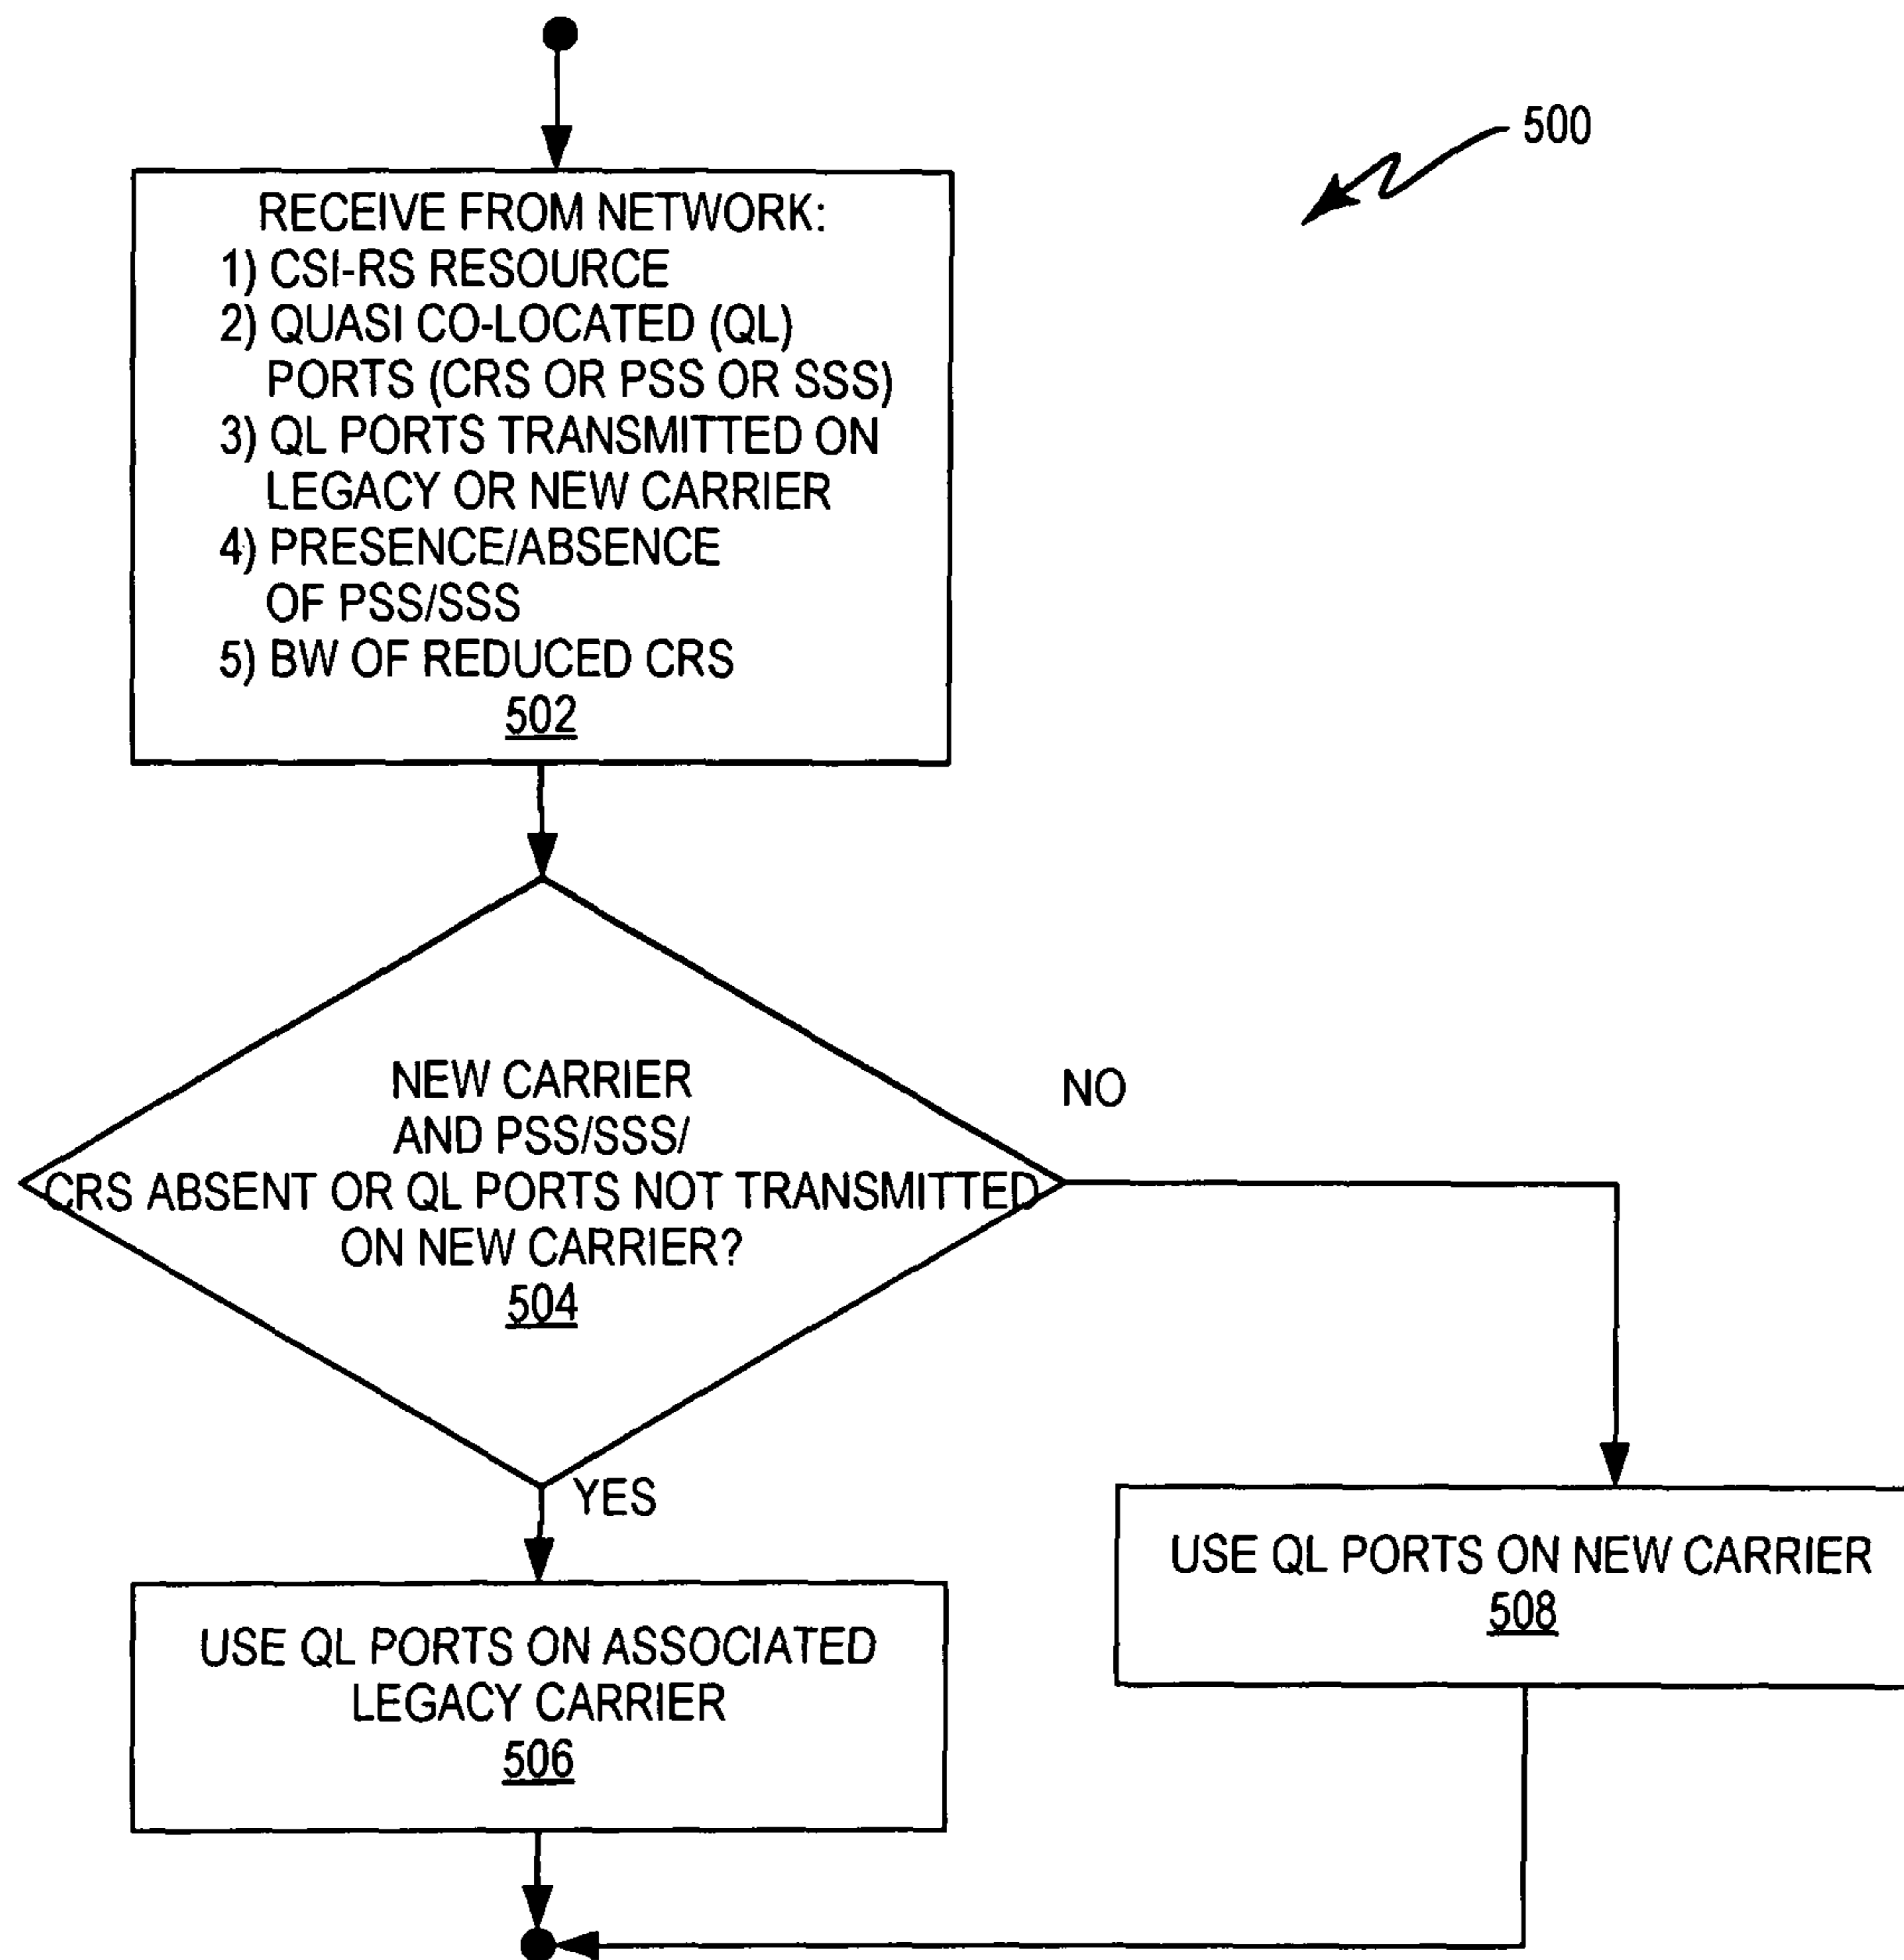 500
RECEIVE FROM NETWORK:
1) CSI-RS RESOURCE
2) QUASI CO-LOCATED (QL)
PORTS (CRS OR PSS OR SSS)
3) QL PORTS TRANSMITTED ON
LEGACY OR NEW CARRIER
4) PRESENCE/ABSENCE
OF PSS/SSS
5) BW OF REDUCED CRS
502
NEW CARRIER
AND PSS/SSS/
CRS ABSENT OR QL PORTS NOT TRANSMITTED
ON NEW CARRIER?
504
NO
YES
USE QL PORTS ON NEW CARRIER
508
USE QL PORTS ON ASSOCIATED
LEGACY CARRIER
506